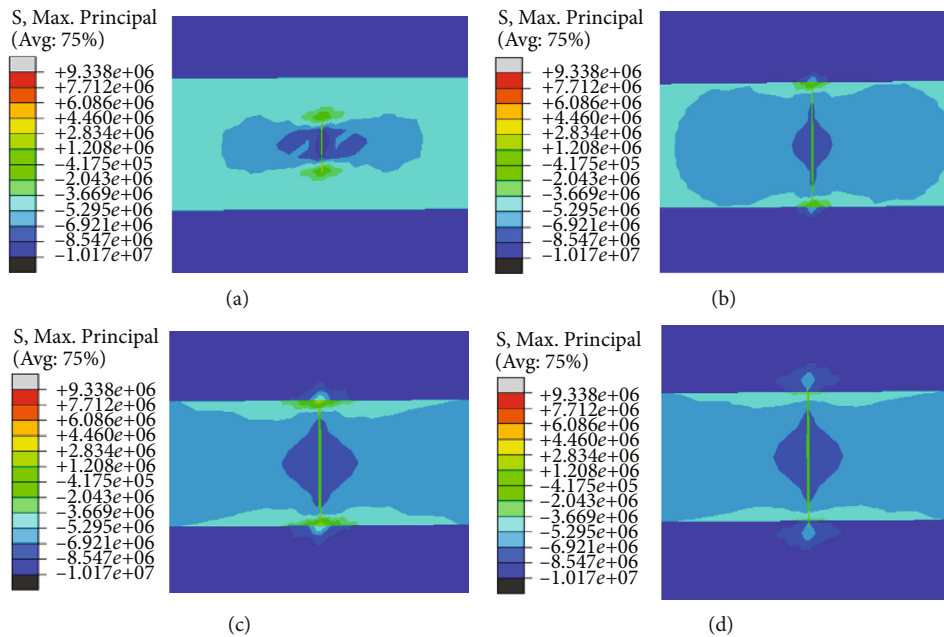 S, Max. Principal
(Avg: 75%)
+9.338e+06
+7.712e+06
+6.086e+06
+4.460e+06
+2.834e+06
+1.208e+06
–4.175e+05
–2.043e+06
–3.669e+06
–5.295e+06
–6.921e+06
–8.547e+06
–1.017e+07
(a)
S, Max. Principal
(Avg: 75%)
+9.338e+06
+7.712e+06
+6.086e+06
+4.460e+06
+2.834e+06
+1.208e+06
–4.175e+05
–2.043e+06
–3.669e+06
–5.295e+06
–6.921e+06
–8.547e+06
–1.017e+07
(b)
S, Max. Principal
(Avg: 75%)
+9.338e+06
+7.712e+06
+6.086e+06
+4.460e+06
+2.834e+06
+1.208e+06
–4.175e+05
–2.043e+06
–3.669e+06
–5.295e+06
–6.921e+06
–8.547e+06
–1.017e+07
(c)
S, Max. Principal
(Avg: 75%)
+9.338e+06
+7.712e+06
+6.086e+06
+4.460e+06
+2.834e+06
+1.208e+06
–4.175e+05
–2.043e+06
–3.669e+06
–5.295e+06
–6.921e+06
–8.547e+06
–1.017e+07
(d)